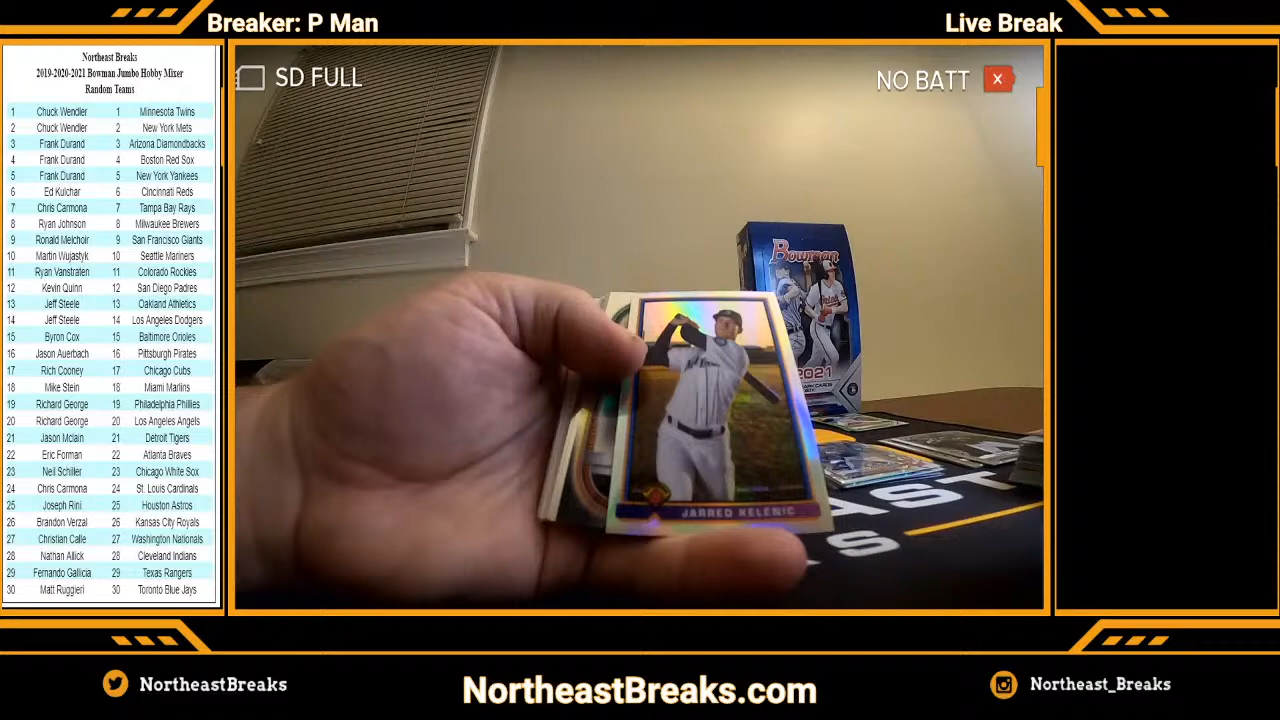 Breaker: P Man
Live Break
Northeast Breaks
2019-2020-2021 Bowman Jumbo Hobby Mixer
Random Teams
1 Chuck Wendler 1 Minnesota Twins
2 Chuck Wendler 2 New York Mets
3 Frank Durand 3 Arizona Diamondbacks
4 Frank Durand 4 Boston Red Sox
5 Frank Durand 5 New York Yankees
6 Ed Kulchar 6 Cincinnati Reds
7 Chris Carmona 7 Tampa Bay Rays
8 Ryan Johnson 8 Milwaukee Brewers
9 Ronald Melchoir 9 San Francisco Giants
10 Martin Wujastyk 10 Seattle Mariners
11 Ryan Vanstraten 11 Colorado Rockies
12 Kevin Quinn 12 San Diego Padres
13 Jeff Steele 13 Oakland Athletics
14 Jeff Steele 14 Los Angeles Dodgers
15 Byron Cox 15 Baltimore Orioles
16 Jason Auerbach 16 Pittsburgh Pirates
17 Rich Cooney 17 Chicago Cubs
18 Mike Stein 18 Miami Marlins
19 Richard George 19 Philadelphia Phillies
20 Richard George 20 Los Angeles Angels
21 Jason Mclain 21 Detroit Tigers
22 Eric Forman 22 Atlanta Braves
23 Neil Schiller 23 Chicago White Sox
24 Chris Carmona 24 St. Louis Cardinals
25 Joseph Rini 25 Houston Astros
26 Brandon Verzal 26 Kansas City Royals
27 Christian Calle 27 Washington Nationals
28 Nathan Allick 28 Cleveland Indians
29 Fernando Gallicia 29 Texas Rangers
30 Matt Ruggieri 30 Toronto Blue Jays
SD FULL
NO BATT
Bowman
2021
JARRED KELENIC
AST
S
NortheastBreaks
NortheastBreaks.com
Northeast_Breaks